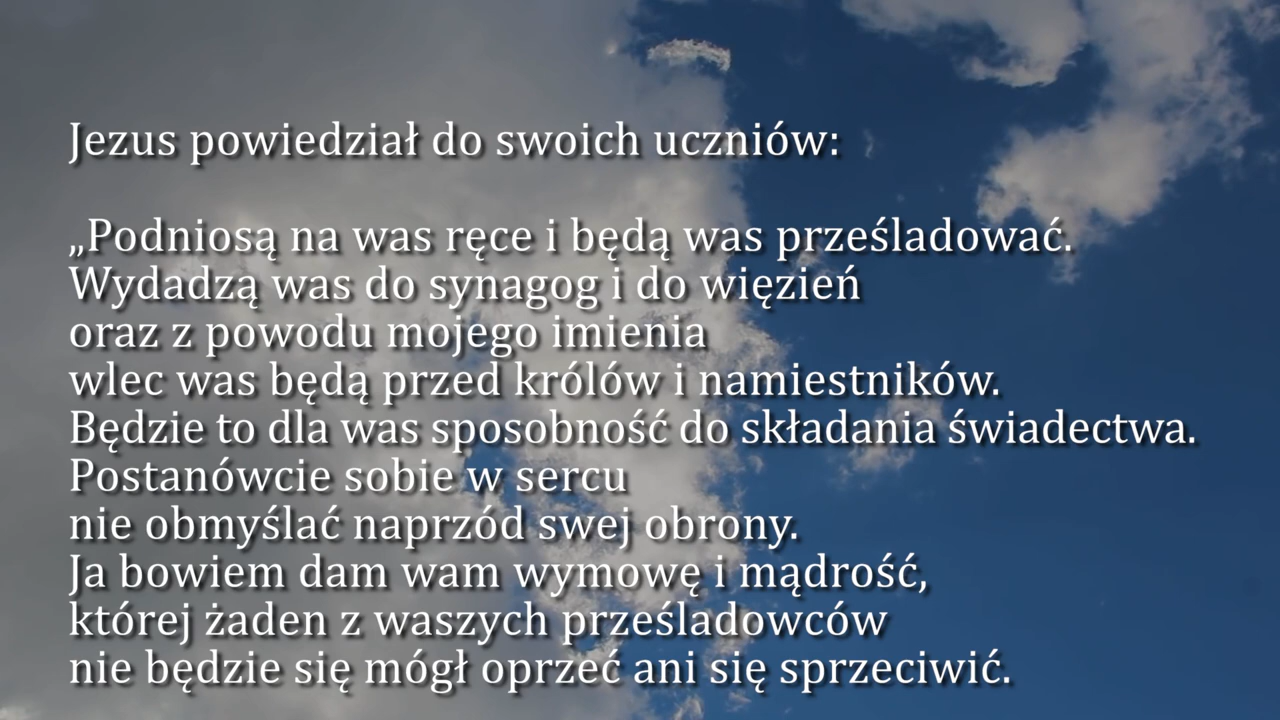 Jezus powiedział do swoich uczniów:
„Podniosą na was ręce i będą was prześladować.
Wydadzą was do synagog i do więzień
oraz z powodu mojego imienia
wlec was będą przed królów i namiestników.
Będzie to dla was sposobność do składania świadectwa.
Postanówcie sobie w sercu
nie obmyślać naprzód swej obrony.
Ja bowiem dam wam wymowę i mądrość,
której żaden z waszych prześladowców
nie będzie się mógł oprzeć ani się sprzeciwić.